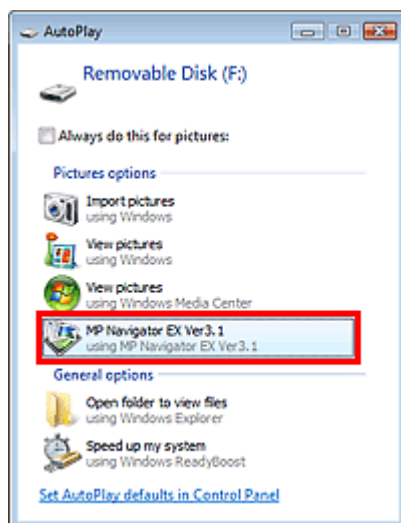 AutoPlay
Removable Disk (F:)
Always do this for pictures:
Pictures options
Import pictures
using Windows
View pictures
using Windows
View pictures
using Windows Media Center
MP Navigator EX Ver3.1
using MP Navigator EX Ver3.1
General options
Open folder to view files
using Windows Explorer
Speed up my system
using Windows ReadyBoost
Set AutoPlay defaults in Control Panel